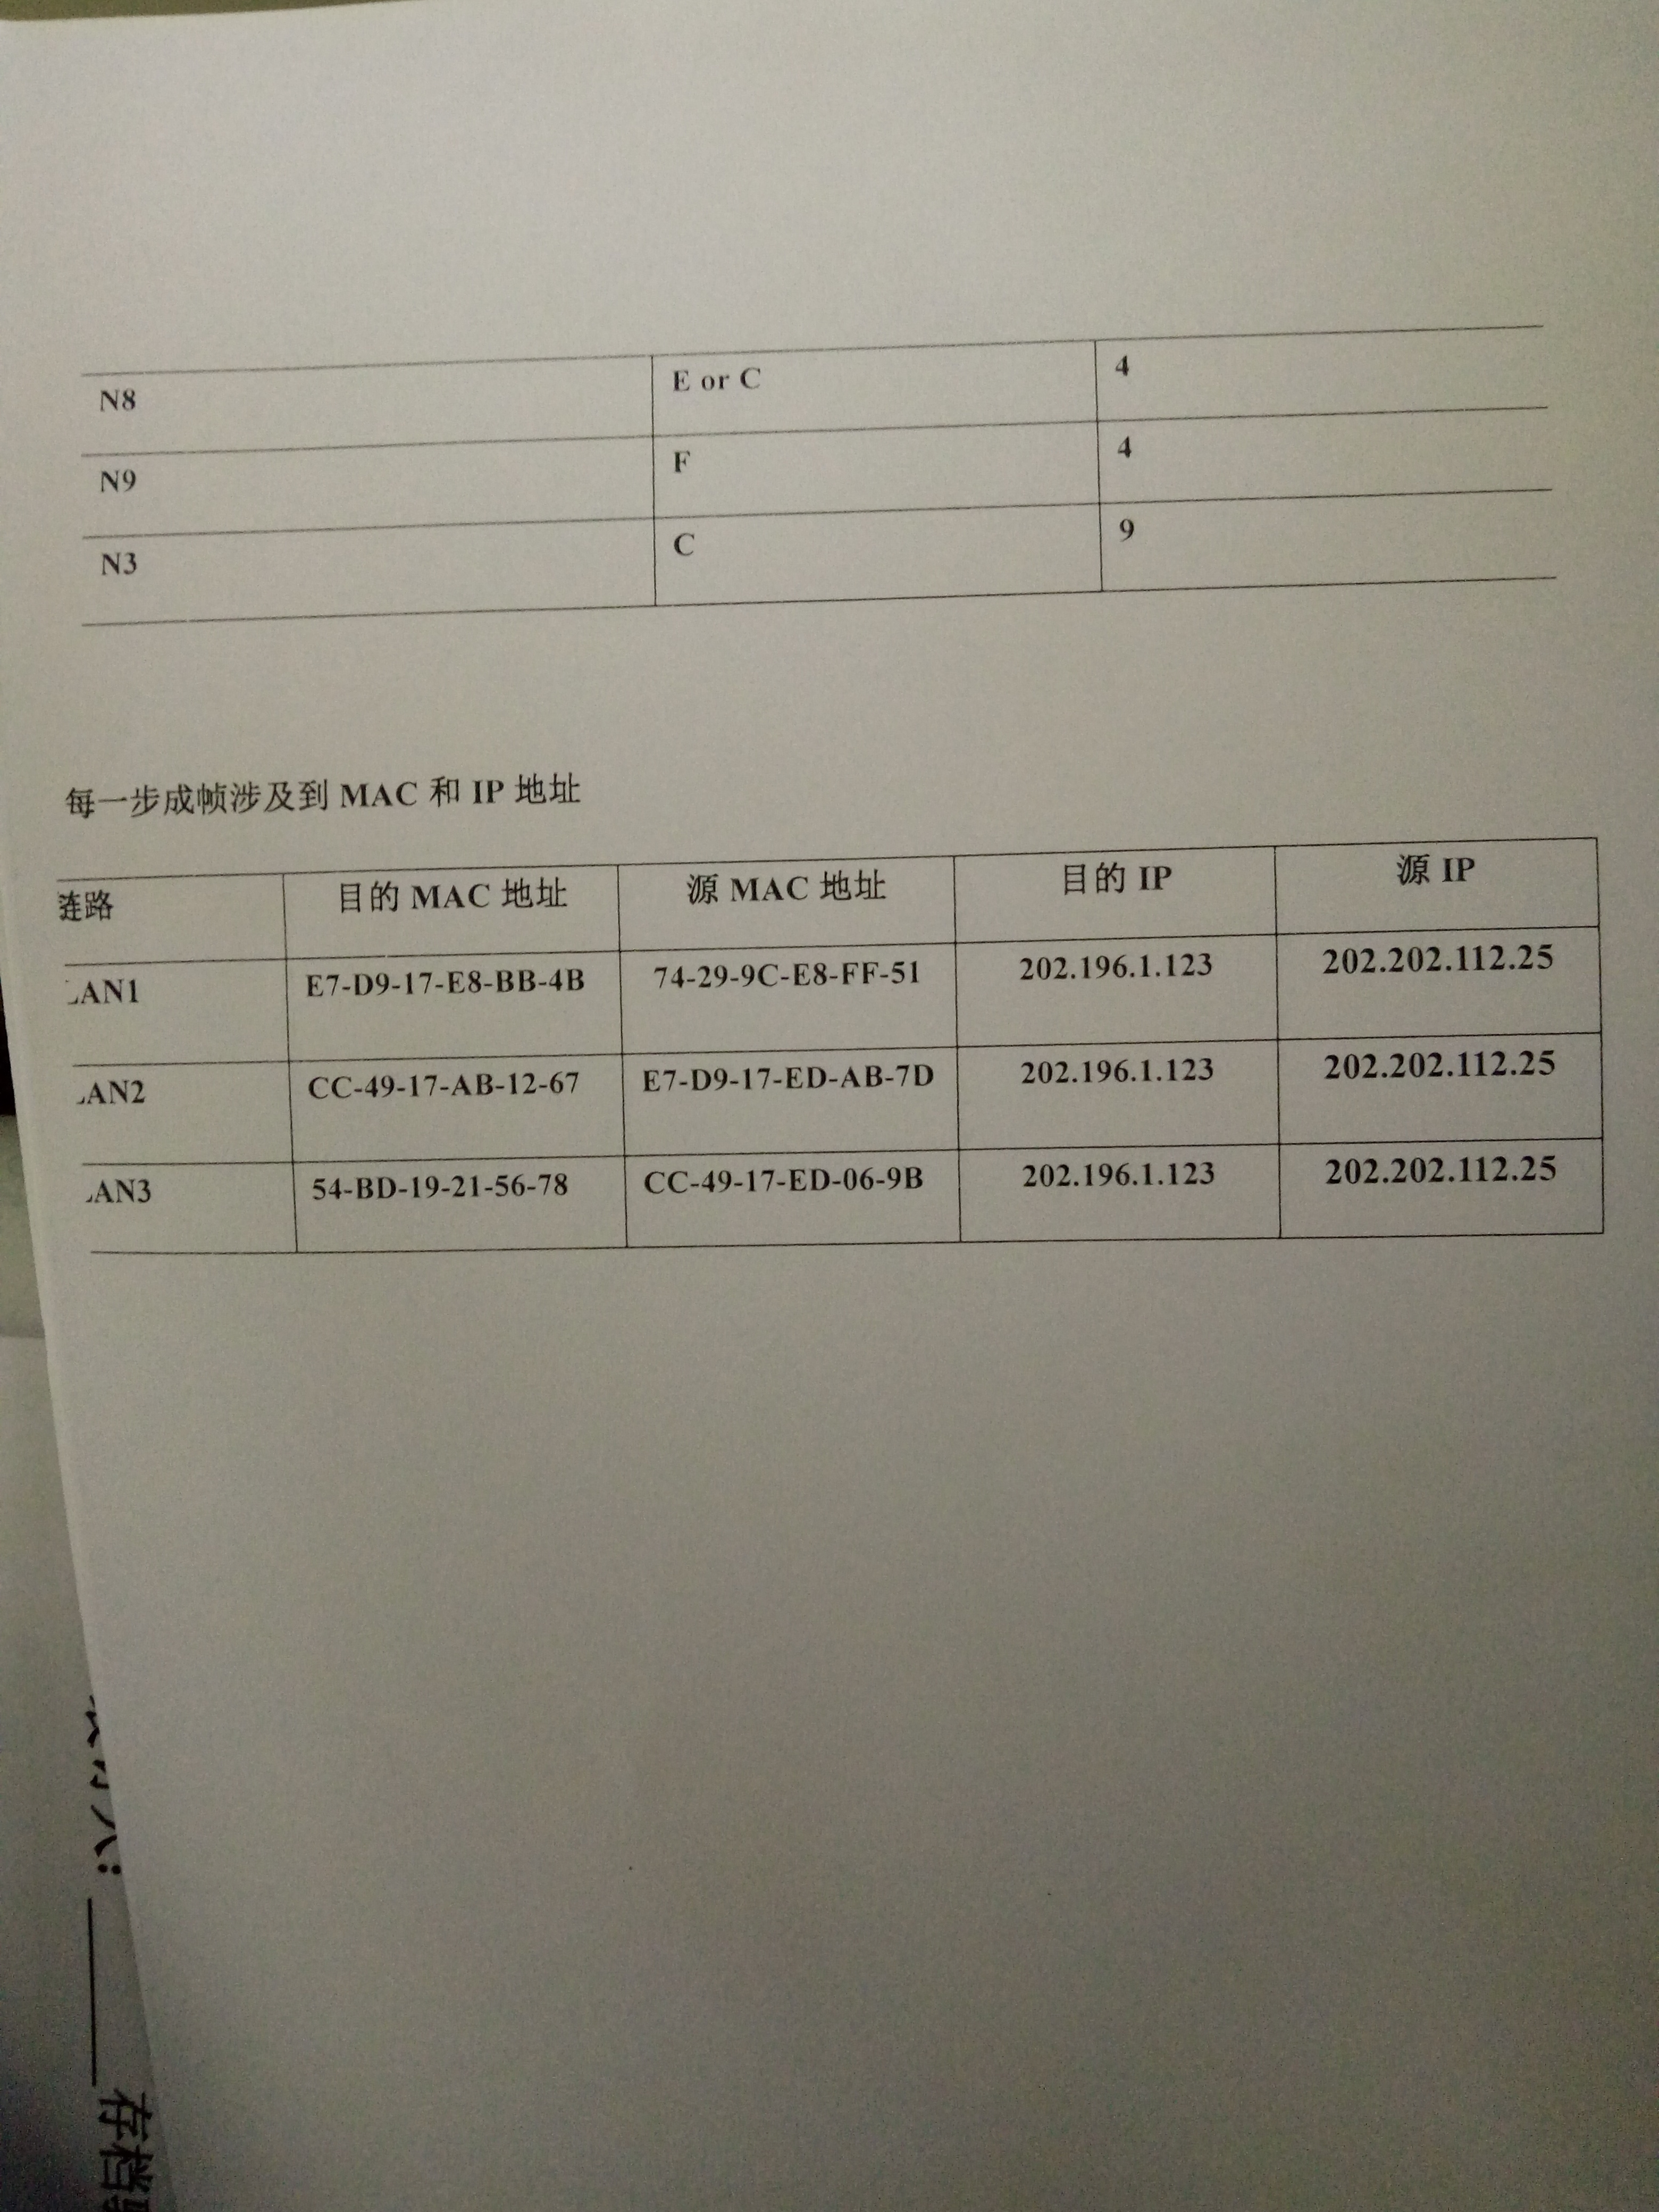 N8 E or C 4
N9 F 4
N3 C 9
每一步成帧涉及到 MAC 和 IP 地址
连路 目的 MAC 地址 源 MAC 地址 目的 IP 源 IP
LAN1 E7-D9-17-E8-BB-4B 74-29-9C-E8-FF-51 202.196.1.123 202.202.112.25
LAN2 CC-49-17-AB-12-67 E7-D9-17-ED-AB-7D 202.196.1.123 202.202.112.25
LAN3 54-BD-19-21-56-78 CC-49-17-ED-06-9B 202.196.1.123 202.202.112.25
存档